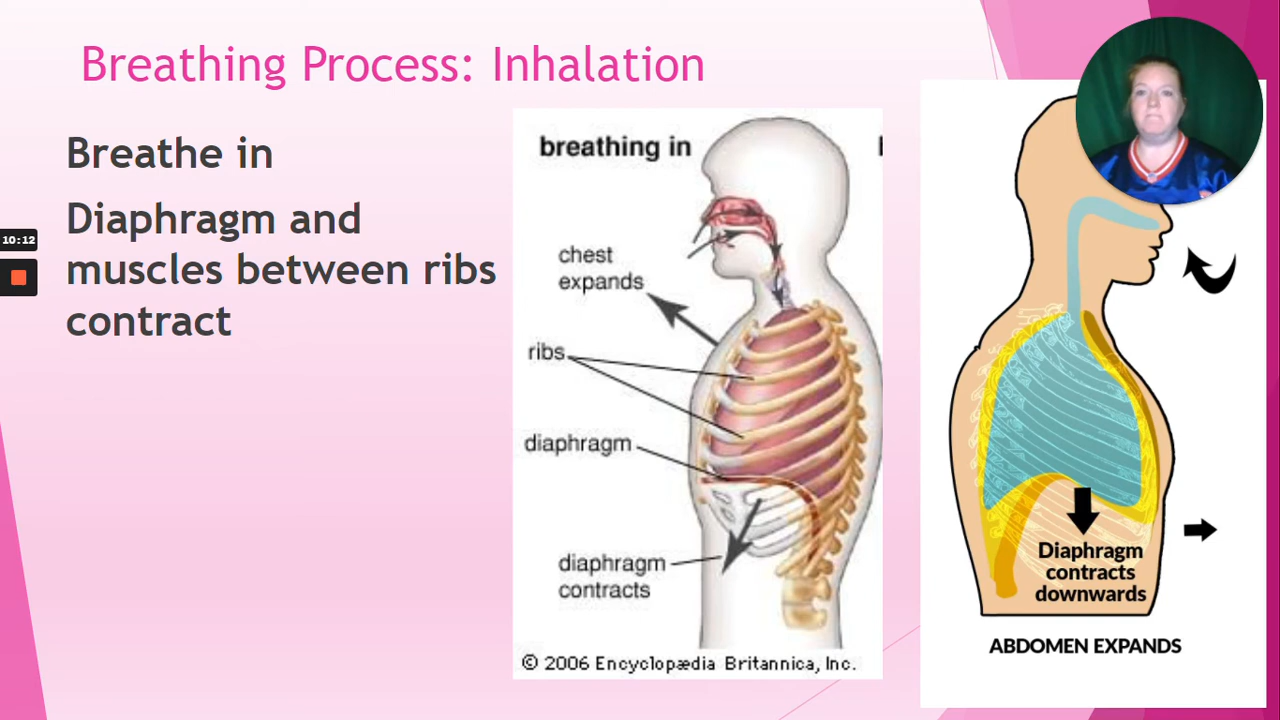 Breathing Process: Inhalation
Breathe in
Diaphragm and
muscles between ribs
contract
10:12
breathing in
chest
expands
ribs
diaphragm
diaphragm
contracts
© 2006 Encyclopædia Britannica, Inc.
Diaphragm
contracts
downwards
ABDOMEN EXPANDS